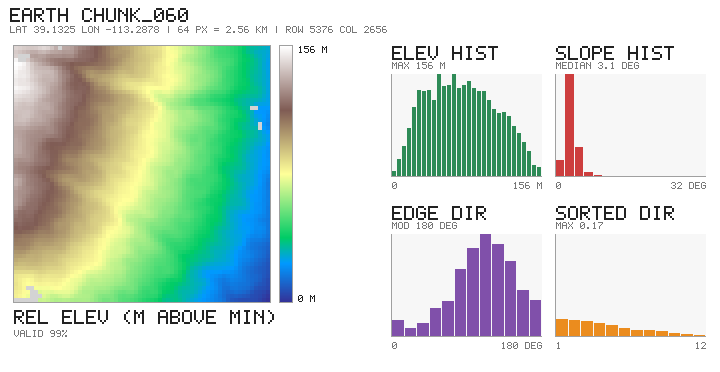 EARTH CHUNK_060
LAT 39.1325 LON -113.2878 | 64 PX = 2.56 KM | ROW 5376 COL 2656
156 M
0 M
REL ELEV (M ABOVE MIN)
VALID 99%
ELEV HIST
MAX 156 M
0 156 M
SLOPE HIST
MEDIAN 3.1 DEG
0 32 DEG
EDGE DIR
MOD 180 DEG
0 180 DEG
SORTED DIR
MAX 0.17
1 12